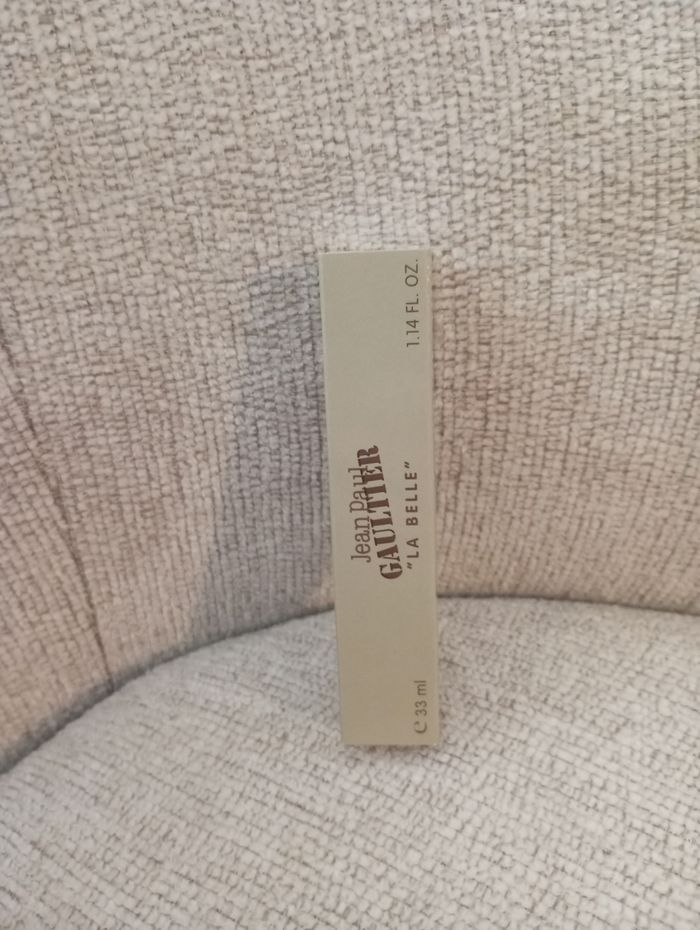 Jean Paul
GAULTIER
"LA BELLE"
℮ 33 ml
1.14 FL. OZ.